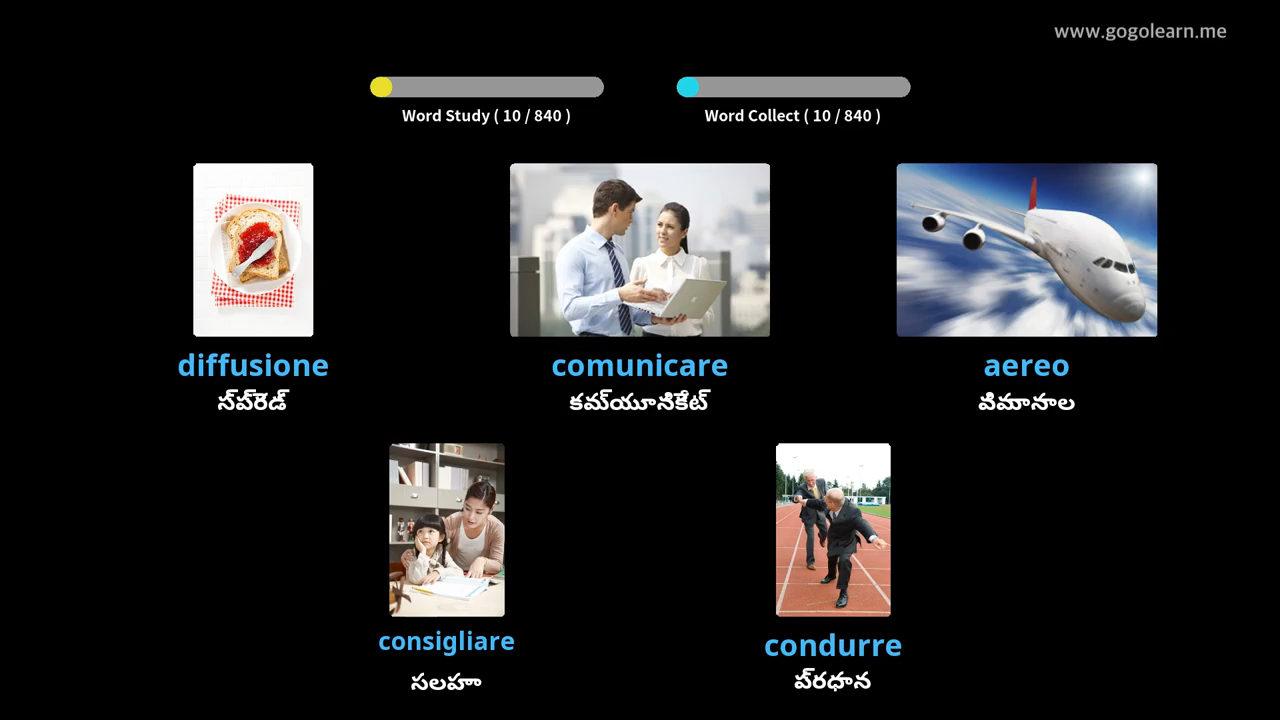 www.gogolearn.me
Word Study ( 10 / 840 )
Word Collect ( 10 / 840 )
diffusione
స్ప్రెడ్
comunicare
కమ్యూనికేట్
aereo
విమానాల
consigliare
సలహా
condurre
ప్రధాన